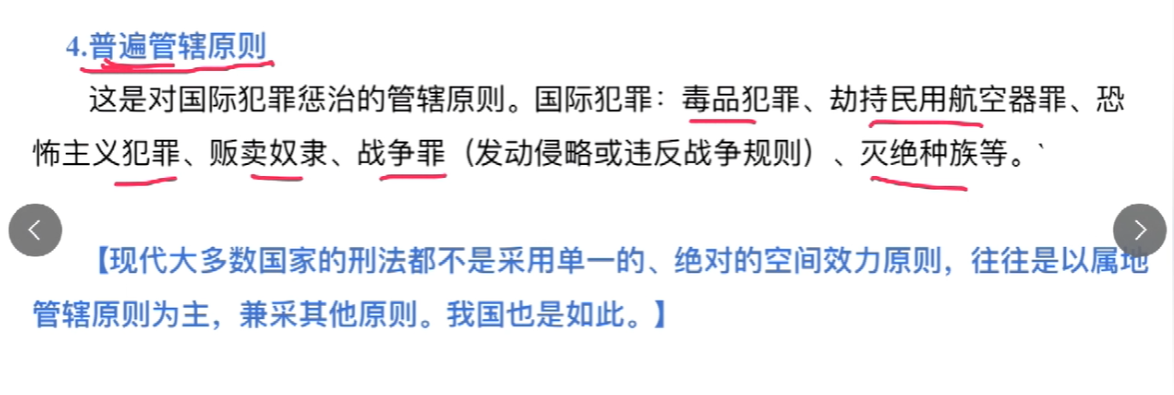 4.普遍管辖原则
这是对国际犯罪惩治的管辖原则。国际犯罪：毒品犯罪、劫持民用航空器罪、恐
怖主义犯罪、贩卖奴隶、战争罪（发动侵略或违反战争规则）、灭绝种族等。`
【现代大多数国家的刑法都不是采用单一的、绝对的空间效力原则，往往是以属地
管辖原则为主，兼采其他原则。我国也是如此。】